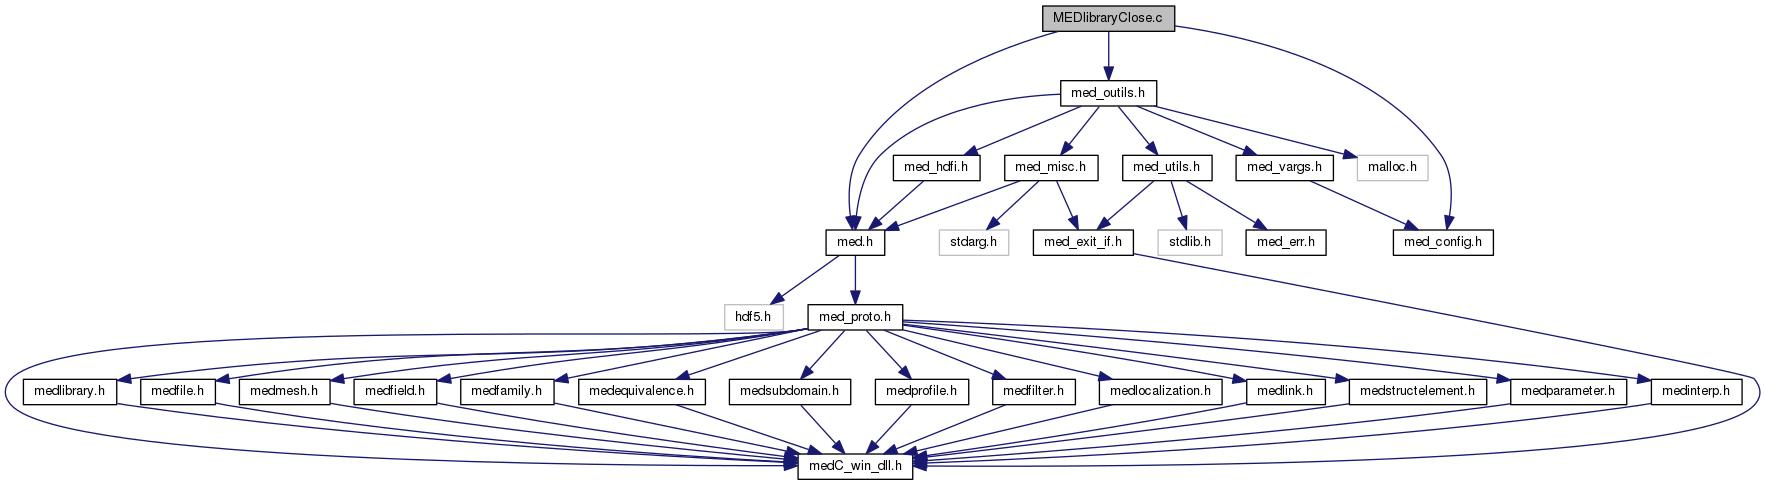 MEDlibraryClose.c
med_outils.h
med_hdfi.h
med_misc.h
med_utils.h
med_vargs.h
malloc.h
med.h
stdarg.h
med_exit_if.h
stdlib.h
med_err.h
med_config.h
hdf5.h
med_proto.h
medlibrary.h
medfile.h
medmesh.h
medfield.h
medfamily.h
medequivalence.h
medsubdomain.h
medprofile.h
medfilter.h
medlocalization.h
medlink.h
medstructelement.h
medparameter.h
medinterp.h
medC_win_dll.h